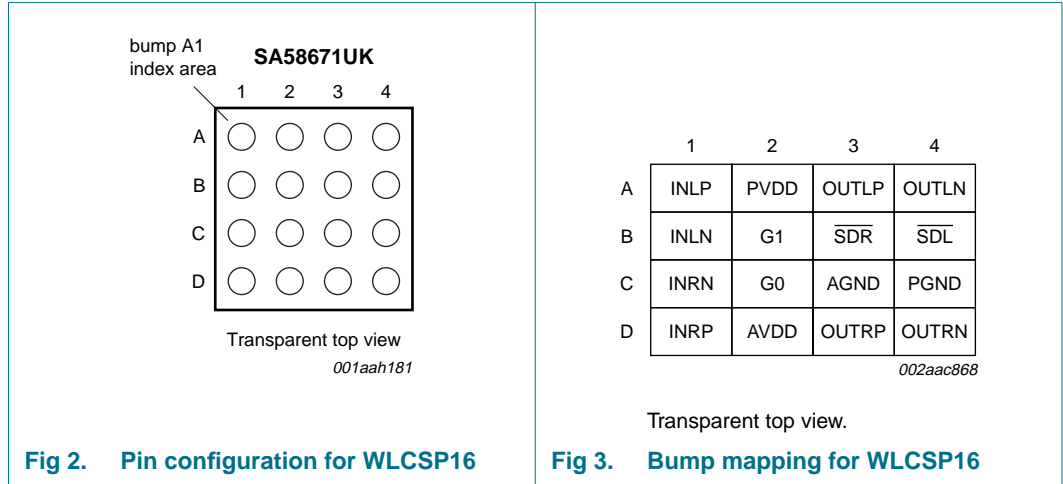 bump A1
index area
SA58671UK
1 2 3 4
A
B
C
D
Transparent top view
001aah181
Fig 2. Pin configuration for WLCSP16
1 2 3 4
A INLP PVDD OUTLP OUTLN
B INLN G1 S̅D̅R̅ S̅D̅L̅
C INRN G0 AGND PGND
D INRP AVDD OUTRP OUTRN
002aac868
Transparent top view.
Fig 3. Bump mapping for WLCSP16